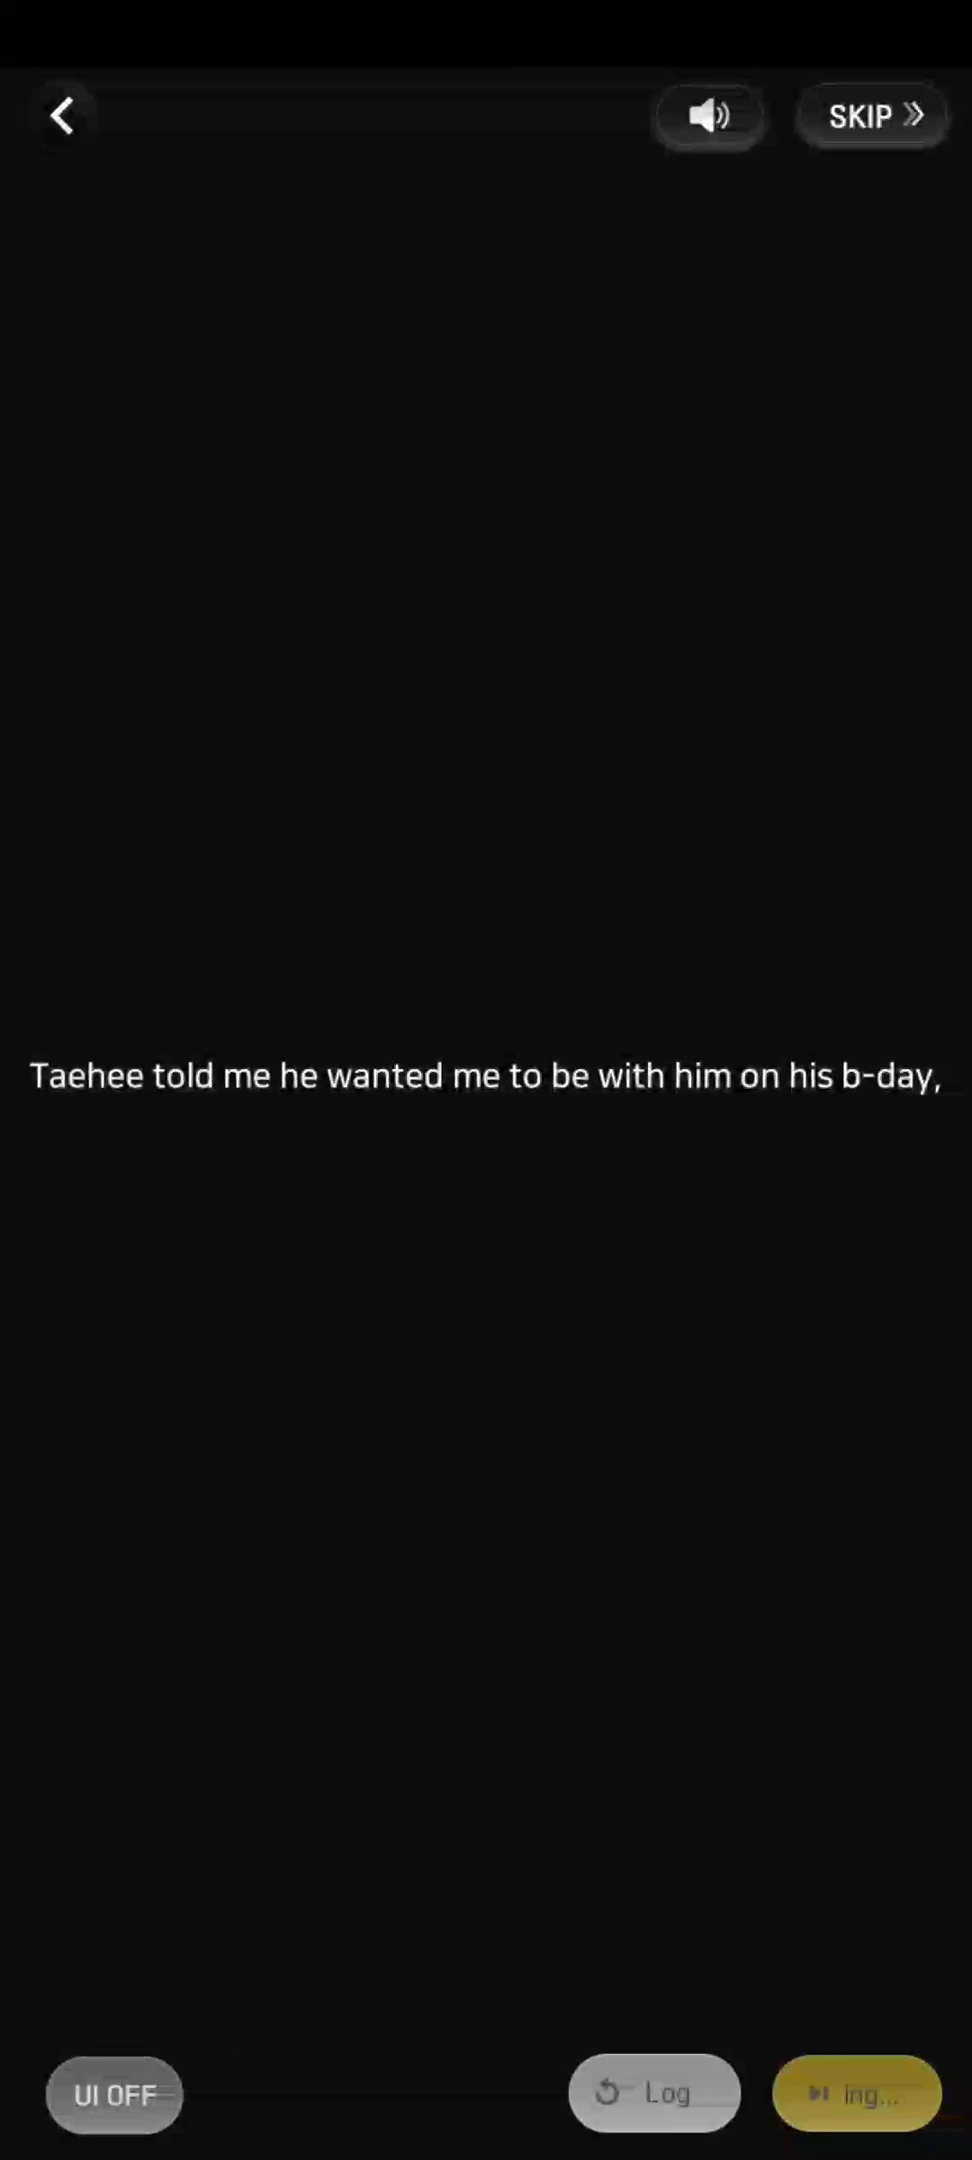 SKIP
Taehee told me he wanted me to be with him on his b-day,
UI OFF
Log
ing...